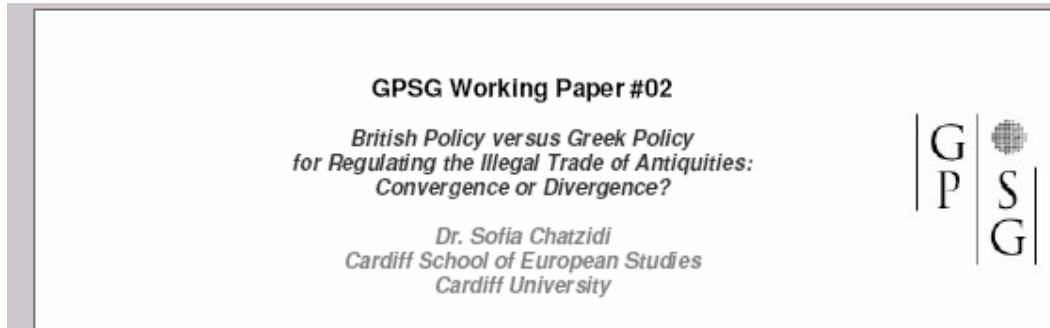 GPSG Working Paper #02
British Policy versus Greek Policy
for Regulating the Illegal Trade of Antiquities:
Convergence or Divergence?
Dr. Sofia Chatzidi
Cardiff School of European Studies
Cardiff University
G
P S
G